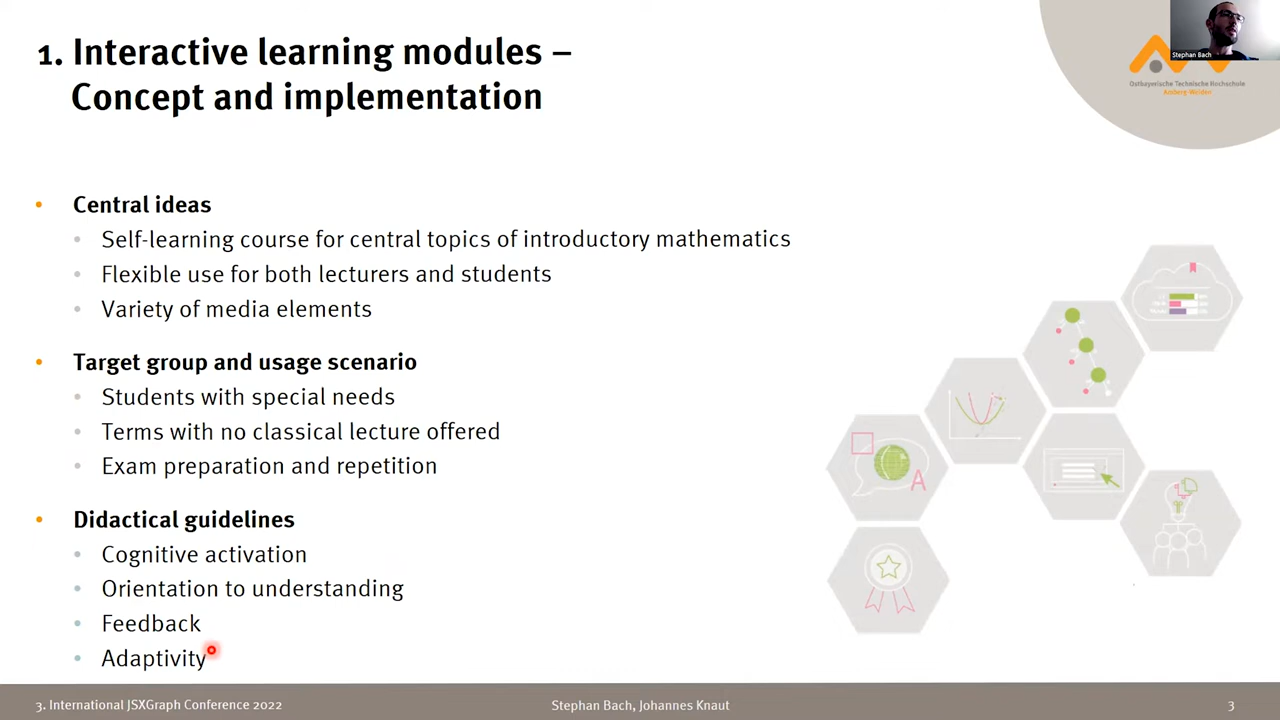 1. Interactive learning modules –
Concept and implementation
Stephan Bach
Ostbayerische Technische Hochschule
Amberg-Weiden
• Central ideas
• Self-learning course for central topics of introductory mathematics
• Flexible use for both lecturers and students
• Variety of media elements
• Target group and usage scenario
• Students with special needs
• Terms with no classical lecture offered
• Exam preparation and repetition
• Didactical guidelines
• Cognitive activation
• Orientation to understanding
• Feedback
• Adaptivity
A
3. International JSXGraph Conference 2022
Stephan Bach, Johannes Knaut
3